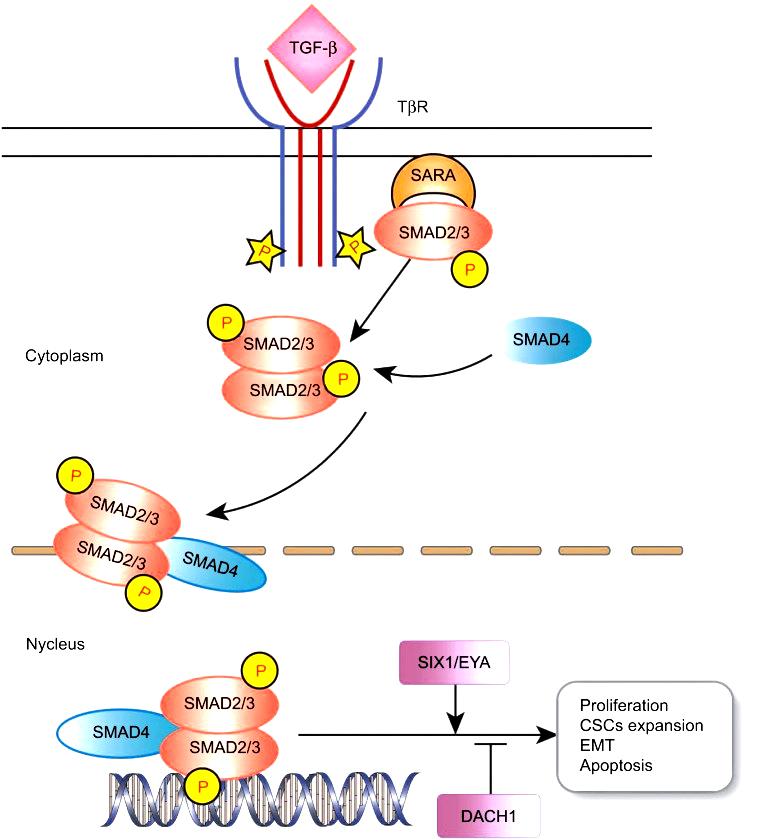 TGF-β
TβR
SARA
SMAD2/3
P
P
P
P
SMAD2/3
SMAD4
Cytoplasm
SMAD2/3
P
P
SMAD2/3
SMAD2/3
SMAD4
P
Nycleus
SIX1/EYA
P
SMAD2/3
Proliferation
SMAD4
CSCs expansion
SMAD2/3
EMT
Apoptosis
P
DACH1